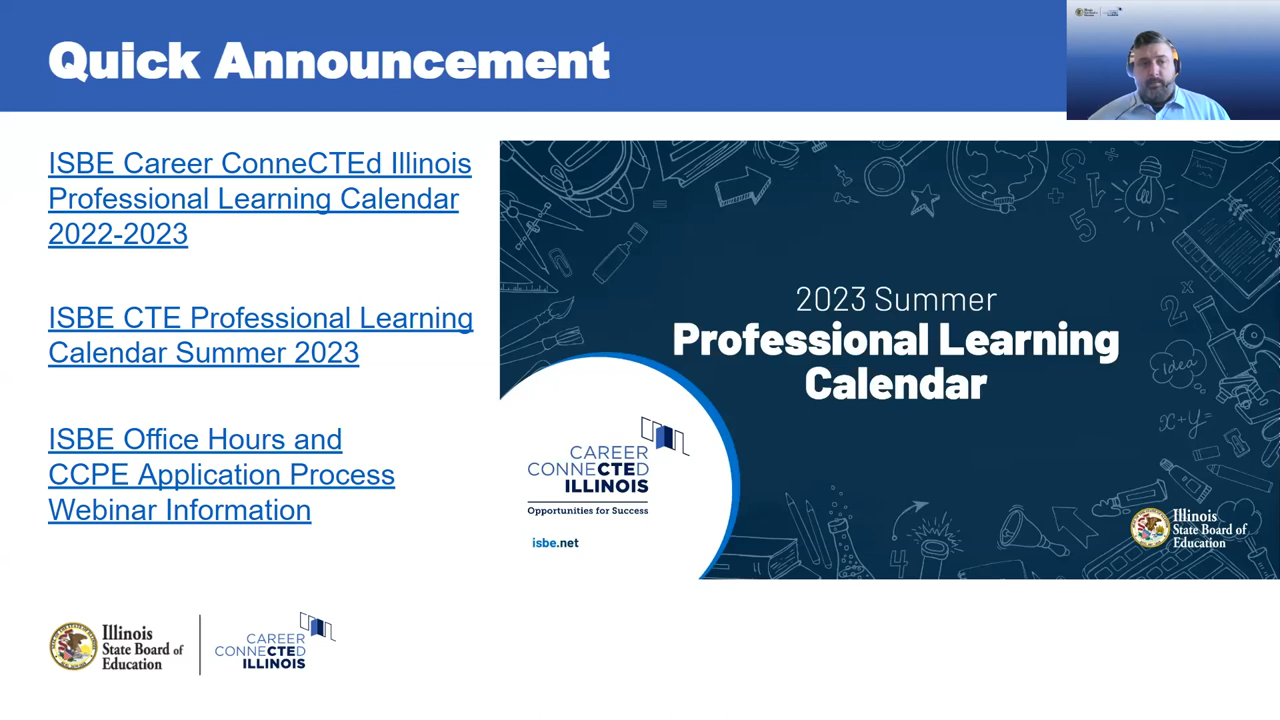 Quick Announcement
ISBE Career ConneCTEd Illinois
Professional Learning Calendar
2022-2023
ISBE CTE Professional Learning
Calendar Summer 2023
ISBE Office Hours and
CCPE Application Process
Webinar Information
2023 Summer
Professional Learning
Calendar
CAREER
CONNECTED
ILLINOIS
Opportunities for Success
isbe.net
idea
x+y=
Illinois
State Board of
Education
Illinois
State Board of
Education
CAREER
CONNECTED
ILLINOIS